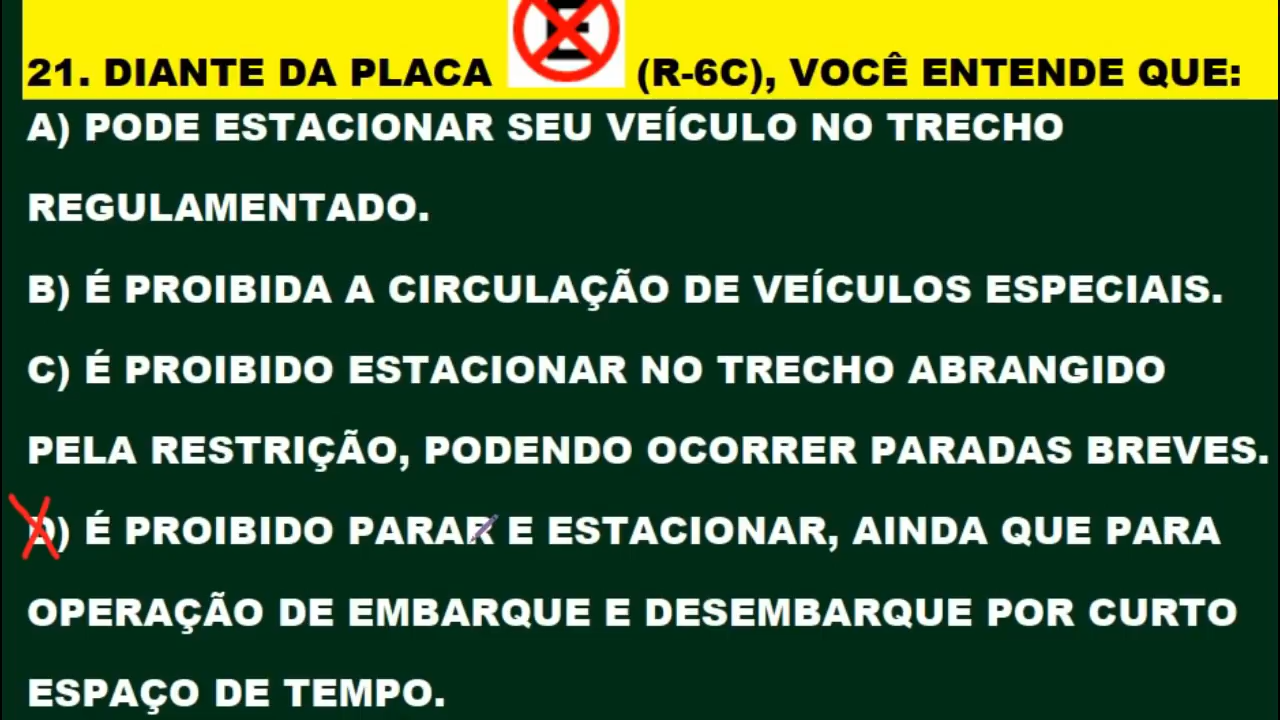 21. DIANTE DA PLACA E (R-6C), VOCÊ ENTENDE QUE:
A) PODE ESTACIONAR SEU VEÍCULO NO TRECHO
REGULAMENTADO.
B) É PROIBIDA A CIRCULAÇÃO DE VEÍCULOS ESPECIAIS.
C) É PROIBIDO ESTACIONAR NO TRECHO ABRANGIDO
PELA RESTRIÇÃO, PODENDO OCORRER PARADAS BREVES.
D) É PROIBIDO PARAR E ESTACIONAR, AINDA QUE PARA
OPERAÇÃO DE EMBARQUE E DESEMBARQUE POR CURTO
ESPAÇO DE TEMPO.